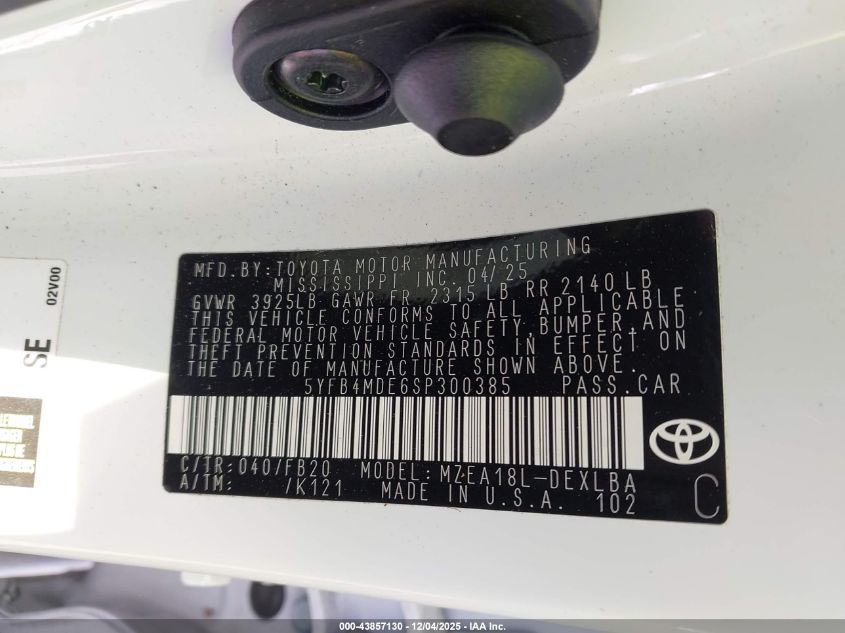 MFD.BY:TOYOTA MOTOR MANUFACTURING
MISSISSIPPI INC. 04/25
GVWR 3925LB GAWR FR. 2315 LB RR 2140 LB
THIS VEHICLE CONFORMS TO ALL APPLICABLE
FEDERAL MOTOR VEHICLE SAFETY,BUMPER,AND
THEFT PREVENTION STANDARDS IN EFFECT ON
THE DATE OF MANUFACTURE SHOWN ABOVE.
5YFB4MDE6SP300385 PASS.CAR
C/TR:040/FB20 MODEL:MZEA18L-DEXLBA
A/TM: /K121 MADE IN U.S.A. 102 C
SE 02V00
000-43857130 - 12/04/2025 - IAA Inc.